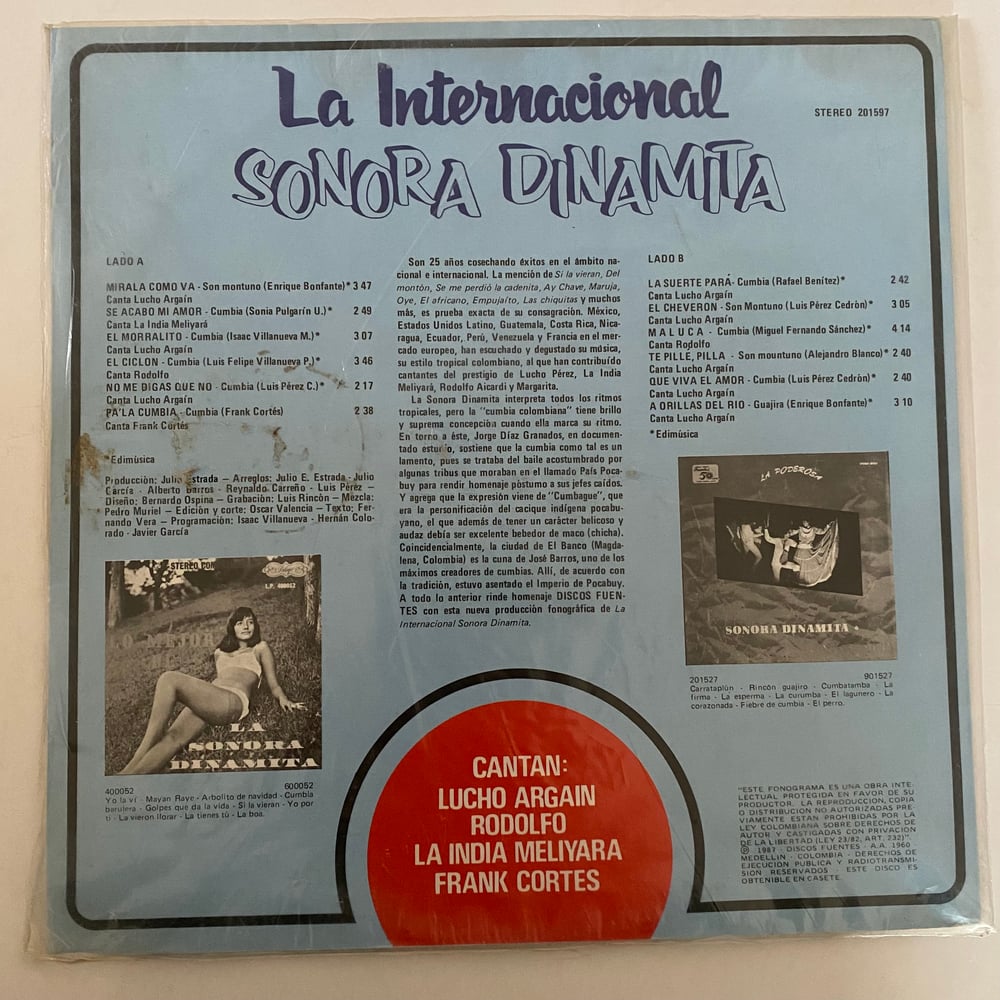 La Internacional
SONORA DINAMITA
STEREO 201597
LADO A
MIRALA COMO VA - Son montuno (Enrique Bonfante)* 3 47
Canta Lucho Argaín
SE ACABO MI AMOR - Cumbia (Sonia Pulgarín U.)* 2 49
Canta La India Meliyará
EL MORRALITO - Cumbia (Isaac Villanueva M.)* 3 07
Canta Lucho Argaín
EL CICLON - Cumbia (Luis Felipe Villanueva P.)* 3 46
Canta Rodolfo
NO ME DIGAS QUE NO - Cumbia (Luis Pérez C.)* 2 17
Canta Lucho Argaín
PA'LA CUMBIA - Cumbia (Frank Cortés) 2 38
Canta Frank Cortés
*Edimúsica
Producción: Julio Estrada — Arreglos: Julio E. Estrada - Julio
García - Alberto Barros - Reynaldo Carreño - Luis Pérez —
Diseño: Bernardo Ospina — Grabación: Luis Rincón — Mezcla:
Pedro Muriel — Edición y corte: Oscar Valencia — Texto: Fer-
nando Vera — Programación: Isaac Villanueva - Hernán Colo-
rado - Javier García
STEREO CON
L.P. 400052
LO MEJOR
DE
LA
SONORA
DINAMITA
400052 600052
Yo la ví - Mayan Raye - Arbolito de navidad - Cumbia
barulera - Golpes que da la vida - Si la vieran - Yo por
ti - La vieron llorar - La tienes tú - La boa.
Son 25 años cosechando éxitos en el ámbito na-
cional e internacional. La mención de Si la vieran, Del
montón, Se me perdió la cadenita, Ay Chave, Maruja,
Oye, El africano, Empujaíto, Las chiquitas y muchos
más, es prueba exacta de su consagración. México,
Estados Unidos Latino, Guatemala, Costa Rica, Nica-
ragua, Ecuador, Perú, Venezuela y Francia en el mer-
cado europeo, han escuchado y degustado su música,
su estilo tropical colombiano, al que han contribuído
cantantes del prestigio de Lucho Pérez, La India
Meliyará, Rodolfo Aicardi y Margarita.
La Sonora Dinamita interpreta todos los ritmos
tropicales, pero la "cumbia colombiana" tiene brillo
y suprema concepción cuando ella marca su ritmo.
En torno a éste, Jorge Díaz Granados, en documen-
tado estudio, sostiene que la cumbia como tal es un
lamento, pues se trataba del baile acostumbrado por
algunas tribus que moraban en el llamado País Poca-
buy para rendir homenaje póstumo a sus jefes caídos.
Y agrega que la expresión viene de "Cumbague", que
era la personificación del cacique indígena pocabu-
yano, el que además de tener un carácter belicoso y
audaz debía ser excelente bebedor de maco (chicha).
Coincidencialmente, la ciudad de El Banco (Magda-
lena, Colombia) es la cuna de José Barros, uno de los
máximos creadores de cumbias. Allí, de acuerdo con
la tradición, estuvo asentado el Imperio de Pocabuy.
A todo lo anterior rinde homenaje DISCOS FUEN-
TES con esta nueva producción fonográfica de La
Internacional Sonora Dinamita.
LADO B
LA SUERTE PARÁ- Cumbia (Rafael Benítez)* 2 42
Canta Lucho Argaín
EL CHEVERON - Son Montuno (Luis Pérez Cedrón)* 3 05
Canta Lucho Argaín
M A L U C A - Cumbia (Miguel Fernando Sánchez)* 4 14
Canta Rodolfo
TE PILLE, PILLA - Son mountuno (Alejandro Blanco)* 2 40
Canta Lucho Argaín
QUE VIVA EL AMOR - Cumbia (Luis Pérez Cedrón)* 2 40
Canta Lucho Argaín
A ORILLAS DEL RIO - Guajira (Enrique Bonfante)* 3 10
Canta Lucho Argaín
*Edimúsica
50
LA PODEROSA
SONORA DINAMITA
201527 901527
Carrataplún - Rincón guajiro - Cumbatamba - La
firma - La esperma - La curumba - El lagunero - La
corazonada - Fiebre de cumbia - El perro.
CANTAN:
LUCHO ARGAIN
RODOLFO
LA INDIA MELIYARA
FRANK CORTES
"ESTE FONOGRAMA ES UNA OBRA INTE-
LECTUAL PROTEGIDA EN FAVOR DE SU
PRODUCTOR. LA REPRODUCCION, COPIA
O DISTRIBUCION NO AUTORIZADAS PRE-
VIAMENTE ESTAN PROHIBIDAS POR LA
LEY COLOMBIANA SOBRE DERECHOS DE
AUTOR Y CASTIGADAS CON PRIVACION
DE LA LIBERTAD (LEY 23/82, ART. 232)"
Ⓟ 1987 - DISCOS FUENTES - A.A. 1960
MEDELLIN - COLOMBIA - DERECHOS DE
EJECUCION PUBLICA Y RADIOTRANSMI-
SION RESERVADOS - ESTE DISCO ES
OBTENIBLE EN CASETE.